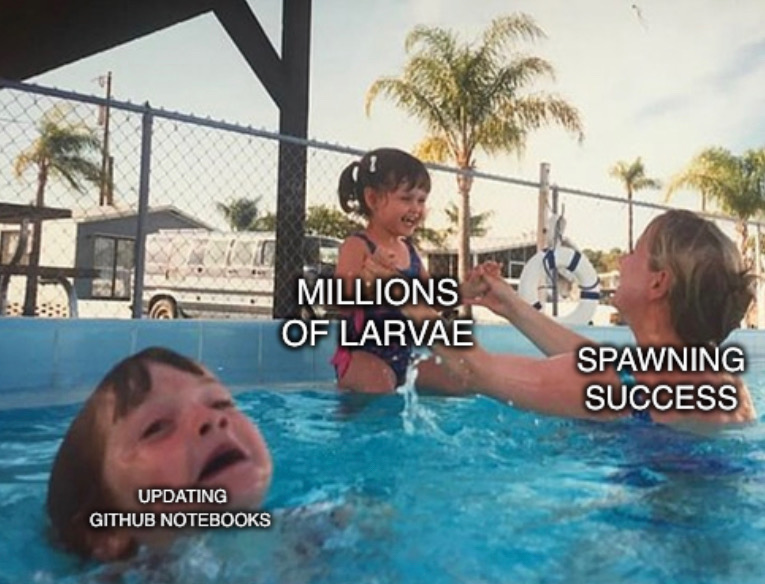 MILLIONS
OF LARVAE
SPAWNING
SUCCESS
UPDATING
GITHUB NOTEBOOKS